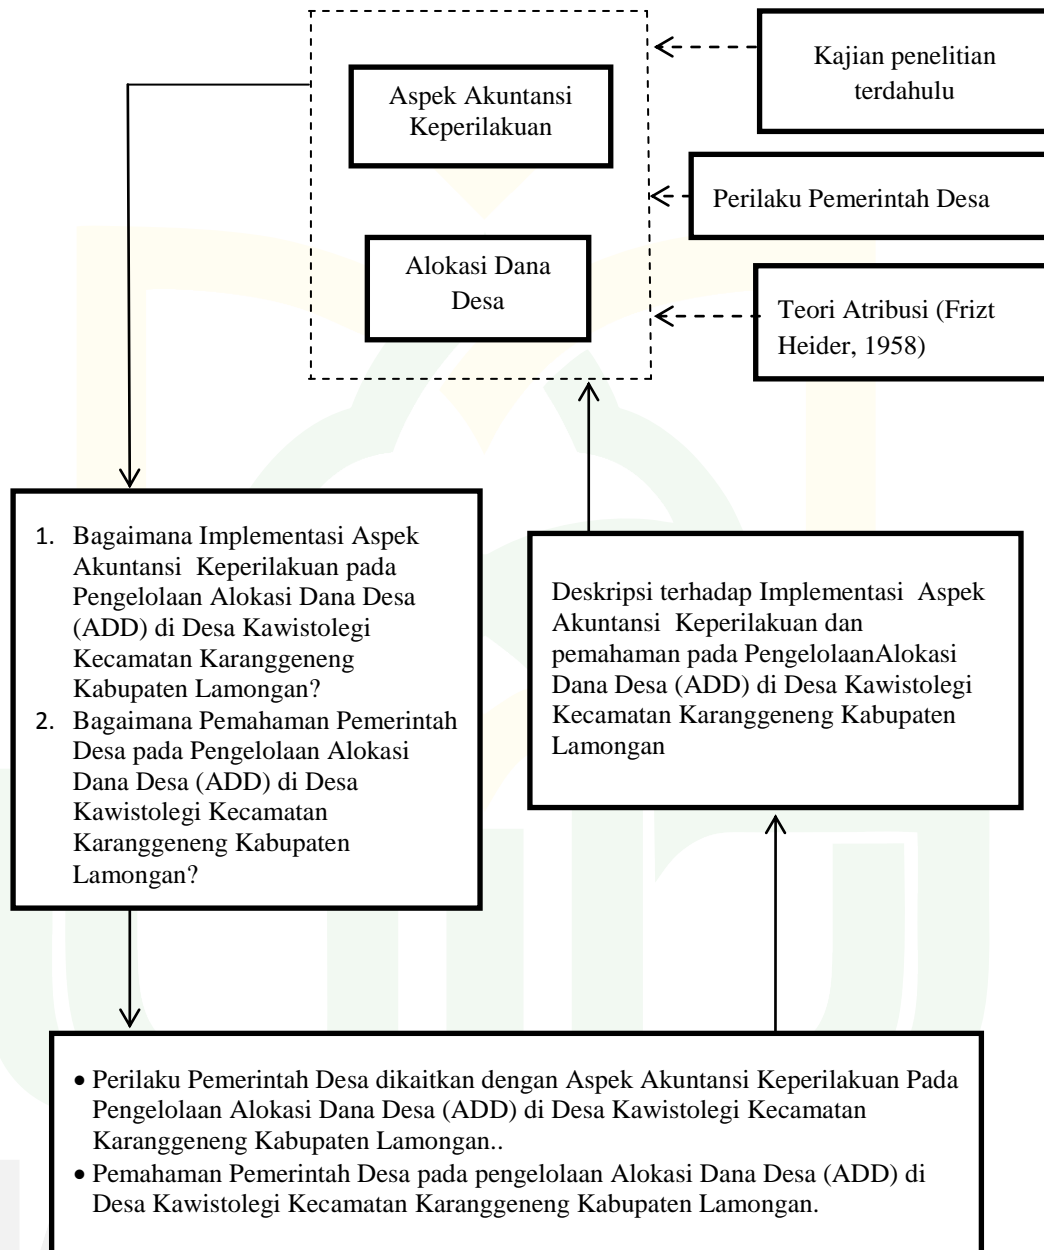 Kajian penelitian
terdahulu
Aspek Akuntansi
Keperilakuan
Perilaku Pemerintah Desa
Alokasi Dana
Desa
Teori Atribusi (Frizt
Heider, 1958)
1. Bagaimana Implementasi Aspek
Akuntansi  Keperilakuan pada
Pengelolaan Alokasi Dana Desa
(ADD) di Desa Kawistolegi
Kecamatan Karanggeneng
Kabupaten Lamongan?
2. Bagaimana Pemahaman Pemerintah
Desa pada Pengelolaan Alokasi
Dana Desa (ADD) di Desa
Kawistolegi Kecamatan
Karanggeneng Kabupaten
Lamongan?
Deskripsi terhadap Implementasi  Aspek
Akuntansi  Keperilakuan dan
pemahaman pada PengelolaanAlokasi
Dana Desa (ADD) di Desa Kawistolegi
Kecamatan Karanggeneng Kabupaten
Lamongan
• Perilaku Pemerintah Desa dikaitkan dengan Aspek Akuntansi Keperilakuan Pada
Pengelolaan Alokasi Dana Desa (ADD) di Desa Kawistolegi Kecamatan
Karanggeneng Kabupaten Lamongan..
• Pemahaman Pemerintah Desa pada pengelolaan Alokasi Dana Desa (ADD) di
Desa Kawistolegi Kecamatan Karanggeneng Kabupaten Lamongan.